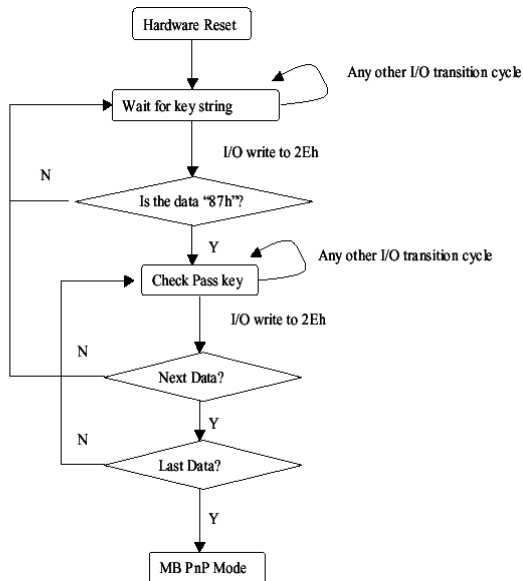 Hardware Reset
Any other I/O transition cycle
Wait for key string
I/O write to 2Eh
N
Is the data “87h”?
Y
Any other I/O transition cycle
Check Pass key
I/O write to 2Eh
N
Next Data?
Y
N
Last Data?
Y
MB PnP Mode